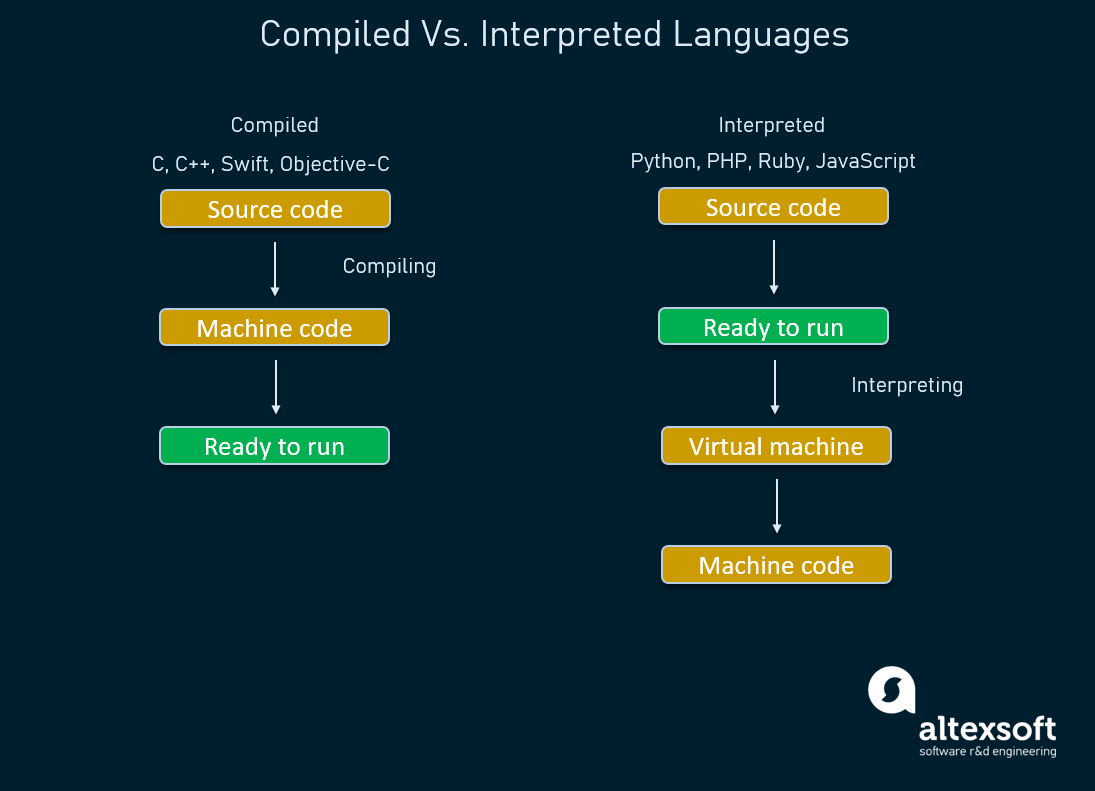 Compiled Vs. Interpreted Languages
Compiled
C, C++, Swift, Objective-C
Source code
Compiling
Machine code
Ready to run
Interpreted
Python, PHP, Ruby, JavaScript
Source code
Ready to run
Interpreting
Virtual machine
Machine code
altexsoft
software r&d engineering